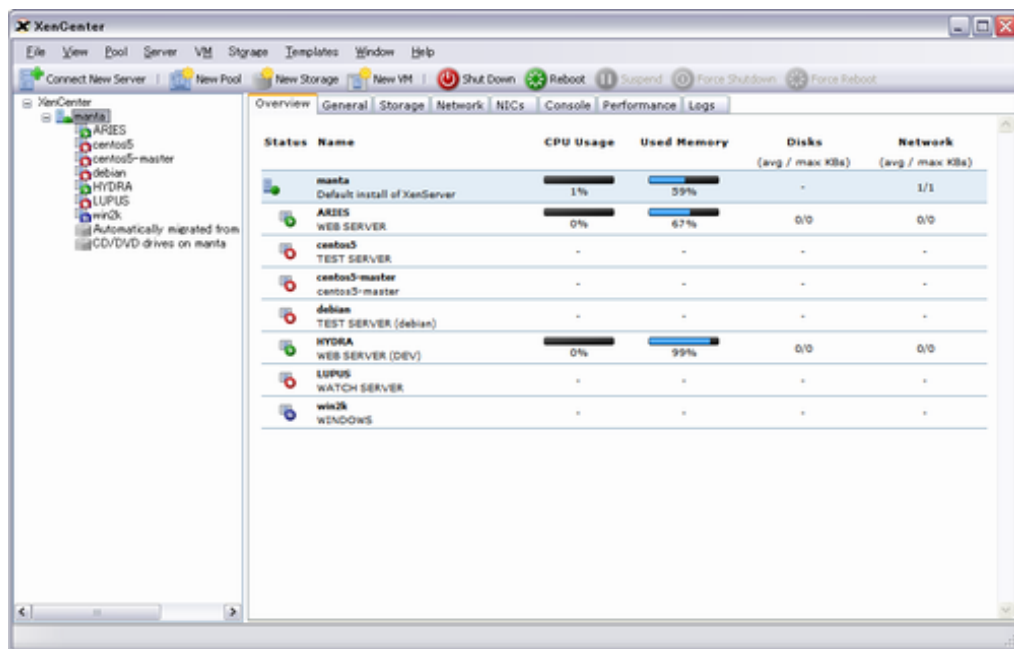 XenCenter
File View Pool Server VM Storage Templates Window Help
Connect New Server New Pool New Storage New VM Shut Down Reboot Suspend Force Shutdown Force Reboot
XenCenter
manta
ARIES
centos5
centos5-master
debian
HYDRA
LUPUS
win2k
Automatically migrated from
CD/DVD drives on manta
Overview General Storage Network NICs Console Performance Logs
Status Name CPU Usage Used Memory Disks Network
(avg / max KBs) (avg / max KBs)
manta
Default install of XenServer 1% 59% - 1/1
ARIES
WEB SERVER 0% 67% 0/0 0/0
centos5
TEST SERVER - - - -
centos5-master
centos5-master - - - -
debian
TEST SERVER (debian) - - - -
HYDRA
WEB SERVER (DEV) 0% 99% 0/0 0/0
LUPUS
WATCH SERVER - - - -
win2k
WINDOWS - - - -